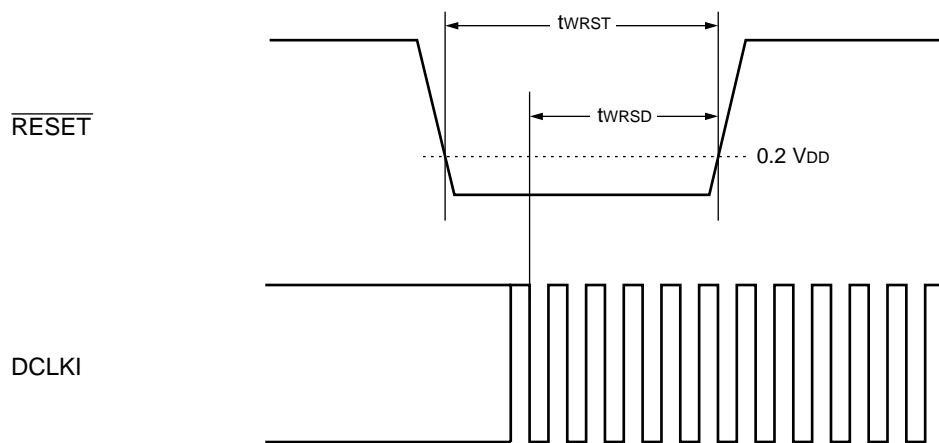 tWRST
RESET
tWRSD
0.2 VDD
DCLKI